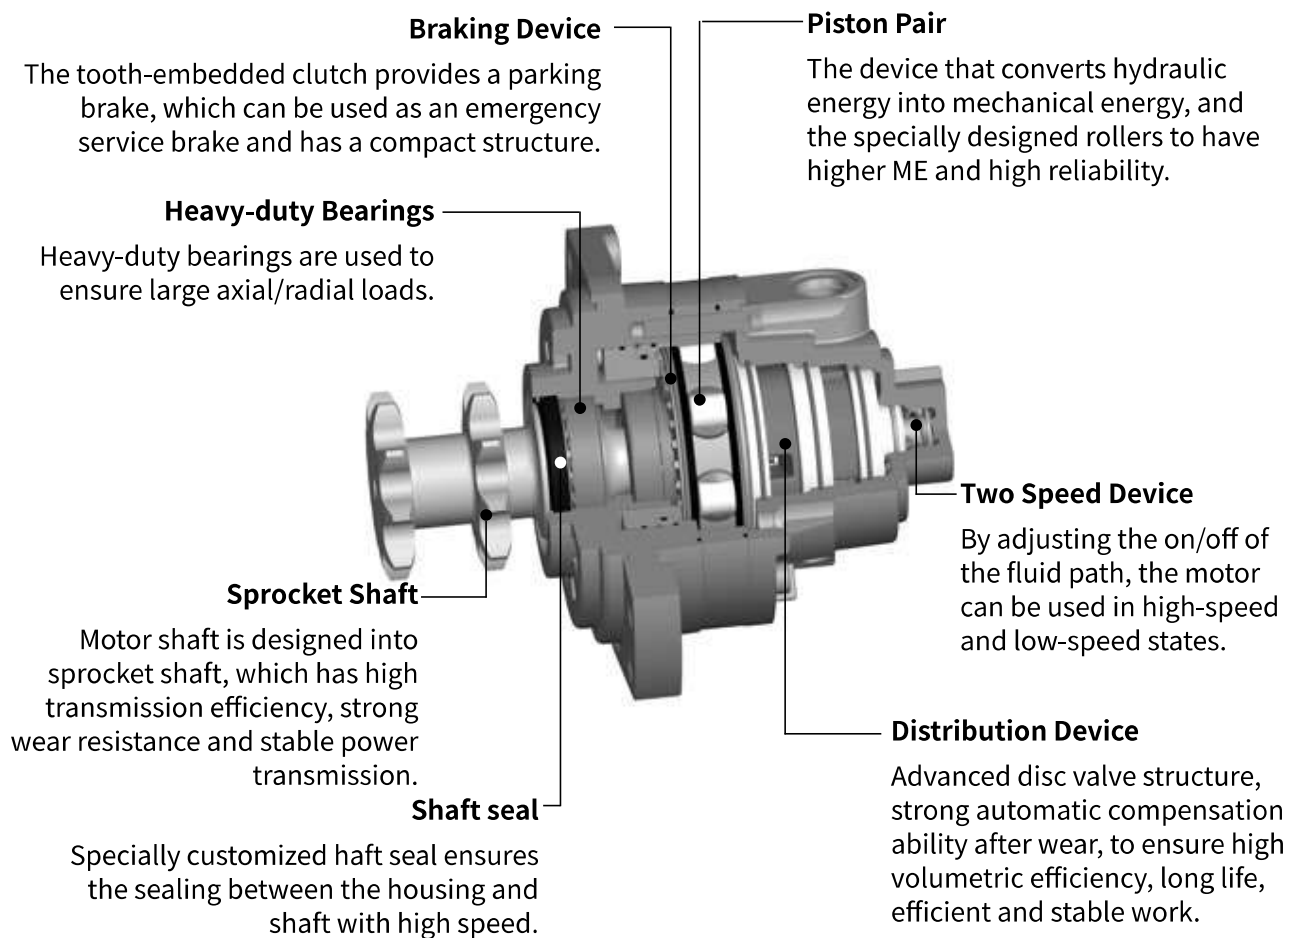 Braking Device
The tooth-embedded clutch provides a parking
brake, which can be used as an emergency
service brake and has a compact structure.
Piston Pair
The device that converts hydraulic
energy into mechanical energy, and
the specially designed rollers to have
higher ME and high reliability.
Heavy-duty Bearings
Heavy-duty bearings are used to
ensure large axial/radial loads.
Two Speed Device
By adjusting the on/off of
the fluid path, the motor
can be used in high-speed
and low-speed states.
Sprocket Shaft
Motor shaft is designed into
sprocket shaft, which has high
transmission efficiency, strong
wear resistance and stable power
transmission.
Distribution Device
Advanced disc valve structure,
strong automatic compensation
ability after wear, to ensure high
volumetric efficiency, long life,
efficient and stable work.
Shaft seal
Specially customized haft seal ensures
the sealing between the housing and
shaft with high speed.